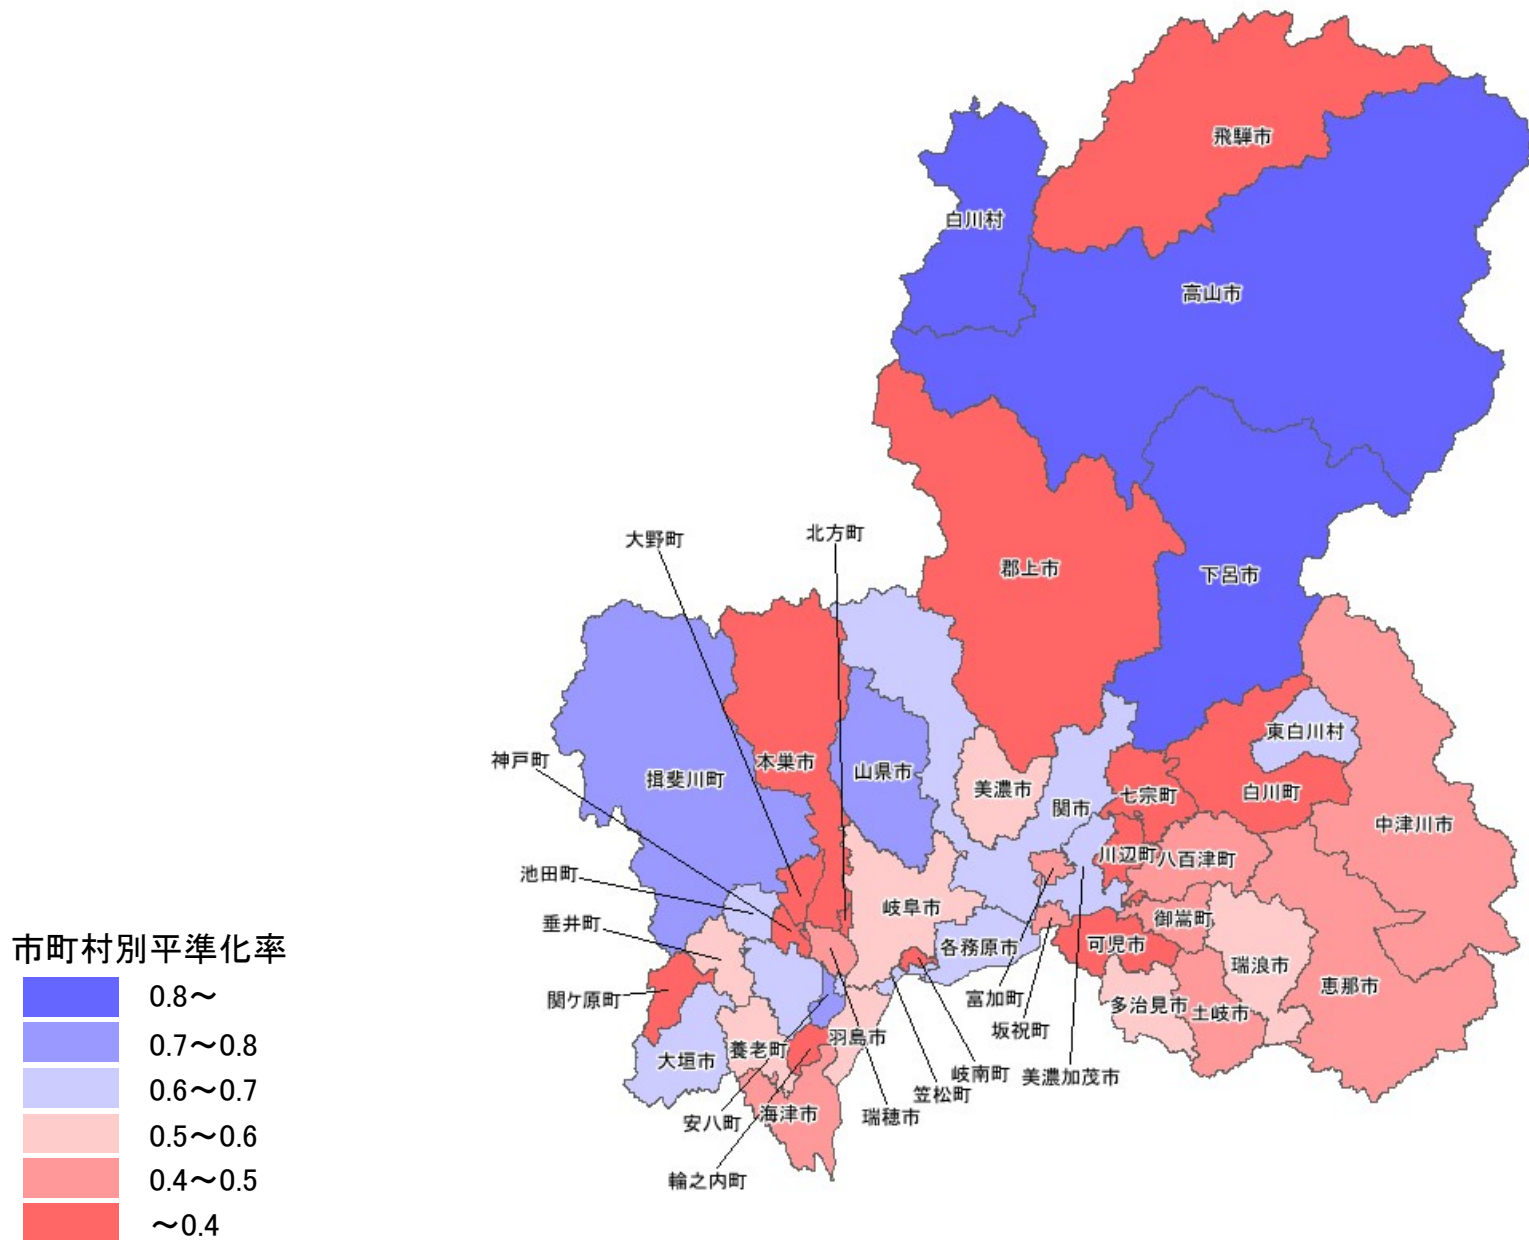 飛騨市
白川村
高山市
北方町
大野町
郡上市
下呂市
東白川村
神戸町
本巣市
山県市
揖斐川町
美濃市
七宗町
白川町
関市
中津川市
川辺町
八百津町
池田町
岐阜市
御嵩町
垂井町
各務原市
可児市
市町村別平準化率
瑞浪市
恵那市
関ケ原町
富加町
多治見市
土岐市
0.8～
坂祝町
羽島市
0.7～0.8
養老町
大垣市
岐南町
美濃加茂市
0.6～0.7
笠松町
海津市
瑞穂市
安八町
0.5～0.6
輪之内町
0.4～0.5
～0.4